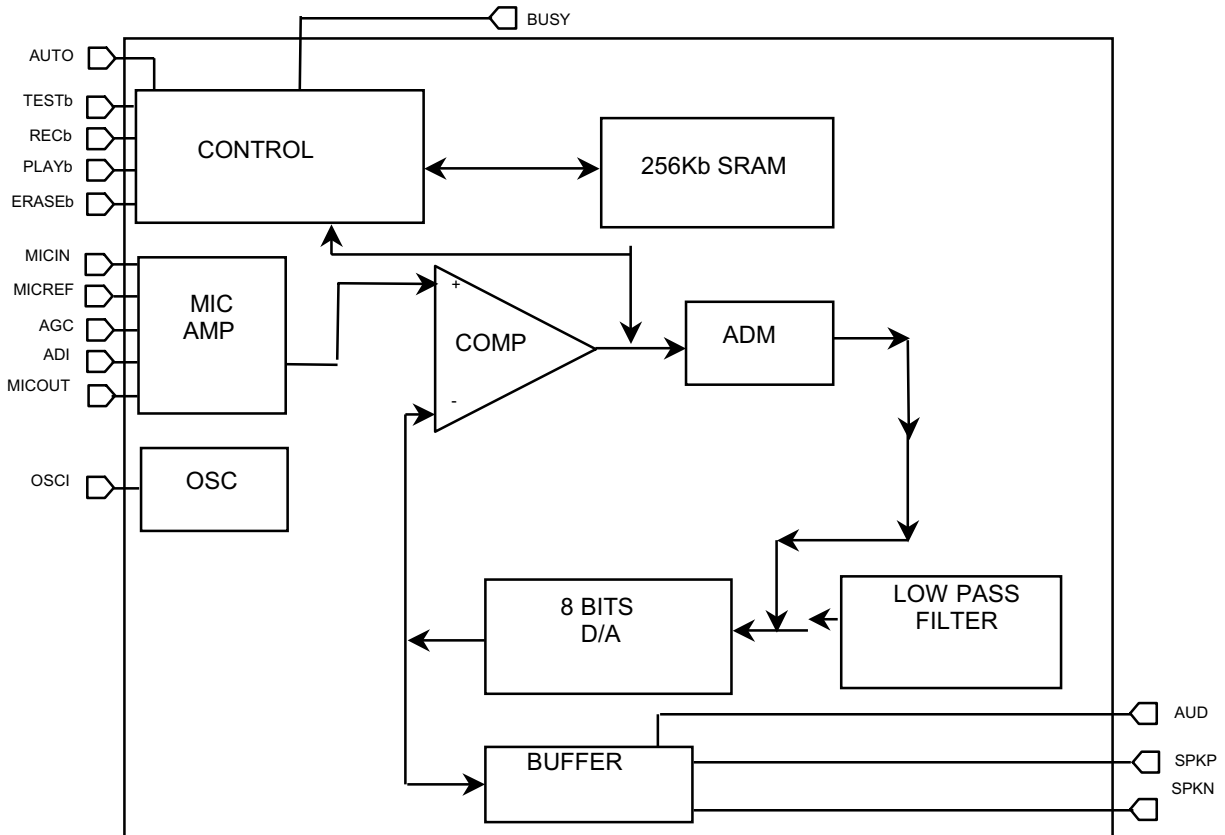 BUSY
AUTO
TESTb
RECb
PLAYb
ERASEb
CONTROL
256Kb SRAM
MICIN
MICREF
AGC
ADI
MICOUT
MIC
AMP
+
COMP
-
ADM
OSCI
OSC
8 BITS
D/A
LOW PASS
FILTER
AUD
BUFFER
SPKP
SPKN